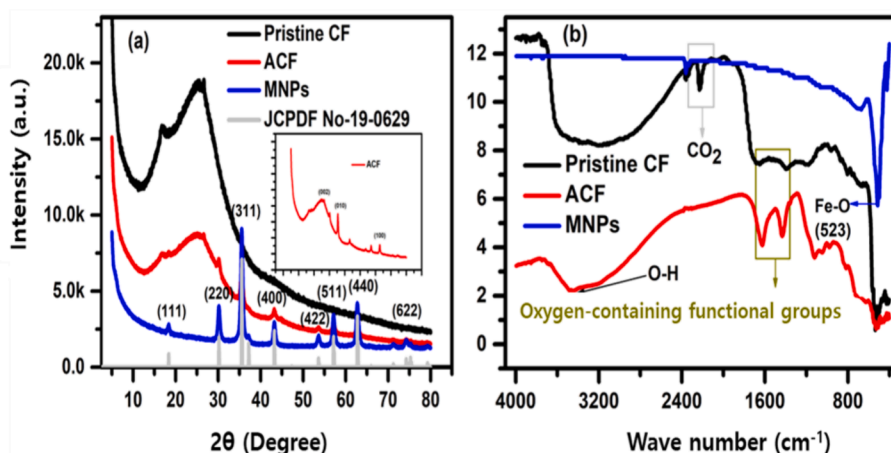 (a)
Pristine CF
ACF
MNPs
JCPDF No-19-0629
ACF
(002)
(010)
(100)
(111)
(220)
(311)
(400)
(422)
(511)
(440)
(622)
20.0k
15.0k
10.0k
5.0k
0.0
10 20 30 40 50 60 70 80
Intensity (a.u.)
2θ (Degree)
(b)
CO2
Pristine CF
ACF
MNPs
Fe-O
(523)
O-H
Oxygen-containing functional groups
12
10
8
6
4
2
0
4000 3200 2400 1600 800
Wave number (cm-1)